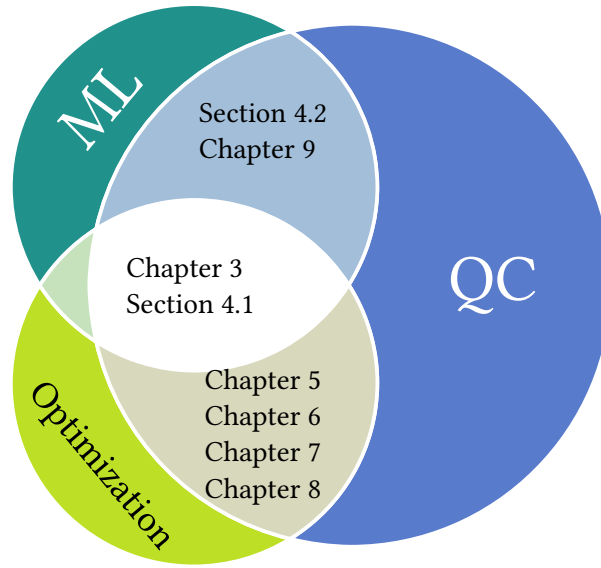 ML
Section 4.2
Chapter 9
QC
Chapter 3
Section 4.1
Optimization
Chapter 5
Chapter 6
Chapter 7
Chapter 8